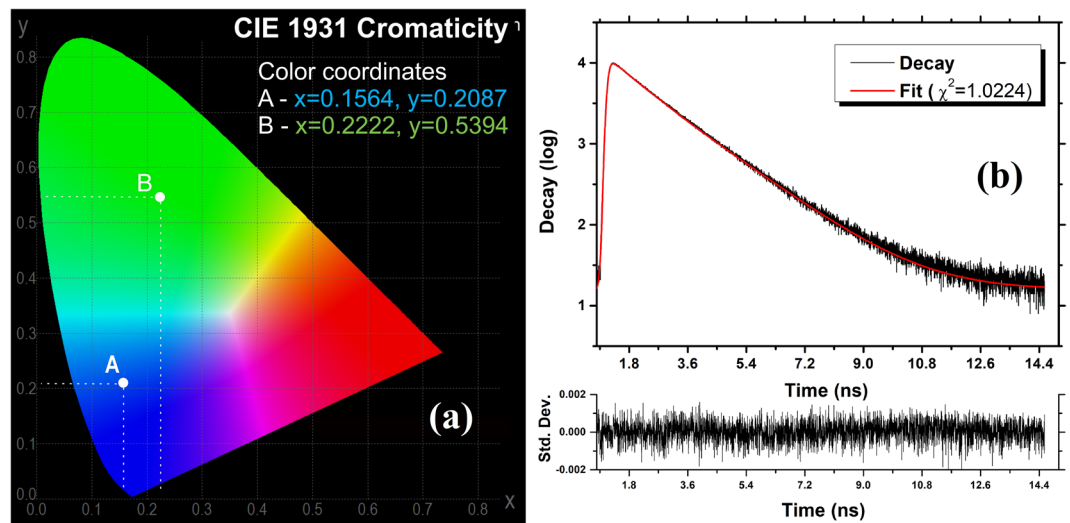 y
CIE 1931 Cromaticity
Color coordinates
A - x=0.1564, y=0.2087
B - x=0.2222, y=0.5394
0.8
0.7
0.6
0.5
0.4
0.3
0.2
0.1
0.0
B
A
(a)
0.0 0.1 0.2 0.3 0.4 0.5 0.6 0.7 0.8
x
Decay (log)
4
3
2
1
Decay
Fit ( χ²=1.0224)
(b)
1.8 3.6 5.4 7.2 9.0 10.8 12.6 14.4
Time (ns)
Std. Dev.
0.002
0.000
-0.002
1.8 3.6 5.4 7.2 9.0 10.8 12.6 14.4
Time (ns)